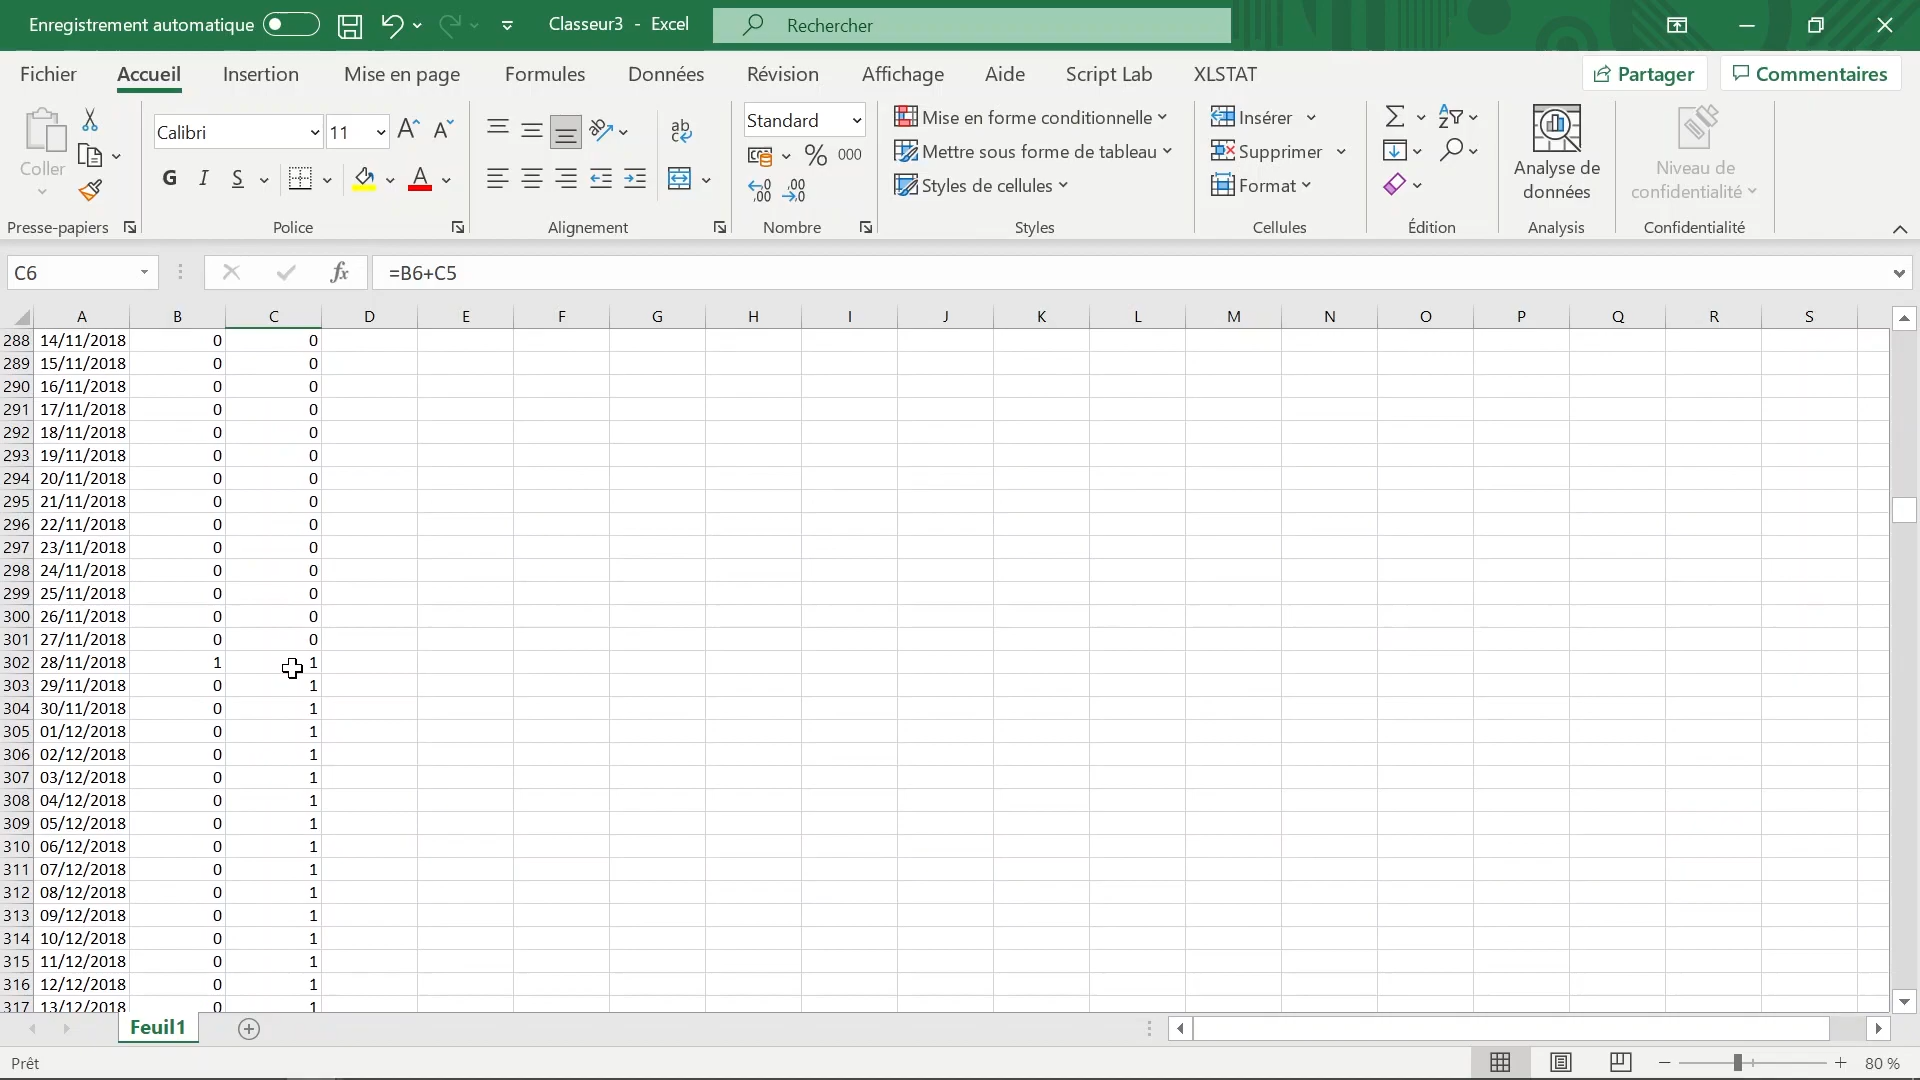 Enregistrement automatique Classeur3 - Excel Rechercher
Fichier Accueil Insertion Mise en page Formules Données Révision Affichage Aide Script Lab XLSTAT Partager Commentaires
Coller
Calibri 11
G I S
ab
Standard
% 000
Mise en forme conditionnelle
Mettre sous forme de tableau
Styles de cellules
Insérer
Supprimer
Format
Analyse de
données
Niveau de
confidentialité
Presse-papiers Police Alignement Nombre Styles Cellules Édition Analysis Confidentialité
C6 fx =B6+C5
A B C D E F G H I J K L M N O P Q R S
288 14/11/2018 0 0
289 15/11/2018 0 0
290 16/11/2018 0 0
291 17/11/2018 0 0
292 18/11/2018 0 0
293 19/11/2018 0 0
294 20/11/2018 0 0
295 21/11/2018 0 0
296 22/11/2018 0 0
297 23/11/2018 0 0
298 24/11/2018 0 0
299 25/11/2018 0 0
300 26/11/2018 0 0
301 27/11/2018 0 0
302 28/11/2018 1 1
303 29/11/2018 0 1
304 30/11/2018 0 1
305 01/12/2018 0 1
306 02/12/2018 0 1
307 03/12/2018 0 1
308 04/12/2018 0 1
309 05/12/2018 0 1
310 06/12/2018 0 1
311 07/12/2018 0 1
312 08/12/2018 0 1
313 09/12/2018 0 1
314 10/12/2018 0 1
315 11/12/2018 0 1
316 12/12/2018 0 1
317 13/12/2018 0 1
Feuil1
Prêt 80 %